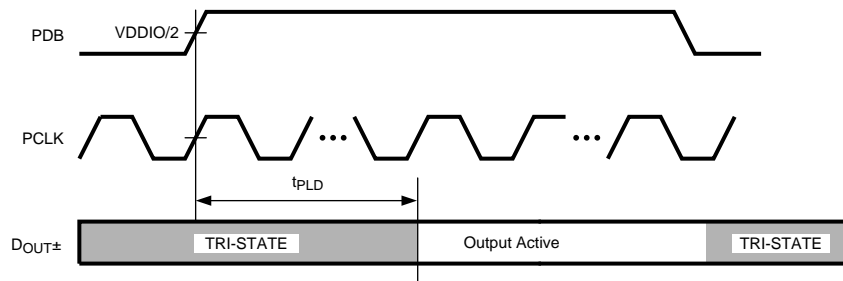 PDB
VDDIO/2
PCLK
•••
•••
tPLD
DOUT±
TRI-STATE
Output Active
TRI-STATE